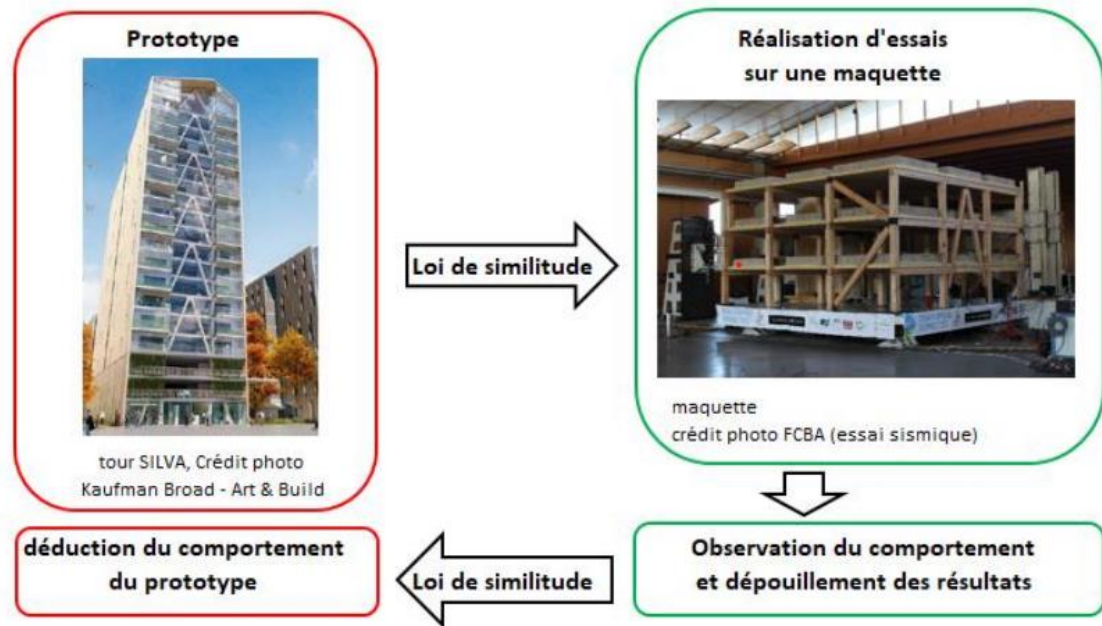 Prototype
tour SILVA, Crédit photo
Kaufman Broad - Art & Build
Loi de similitude
Réalisation d'essais
sur une maquette
maquette
crédit photo FCBA (essai sismique)
Observation du comportement
et dépouillement des résultats
Loi de similitude
déduction du comportement
du prototype